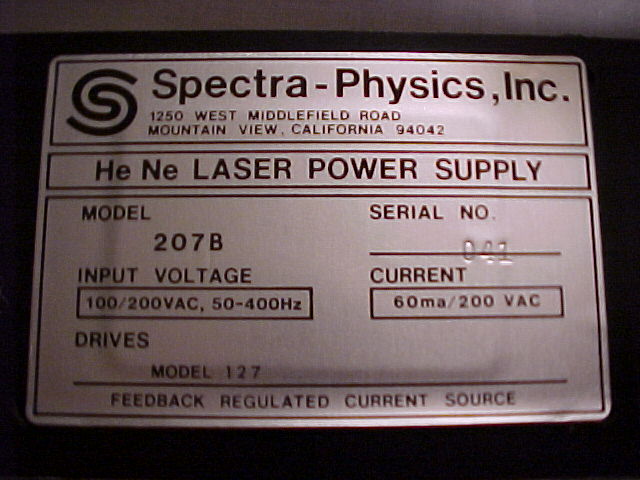 Spectra-Physics, Inc.
1250 WEST MIDDLEFIELD ROAD
MOUNTAIN VIEW, CALIFORNIA 94042
He Ne LASER POWER SUPPLY
MODEL
207B
SERIAL NO.
041
INPUT VOLTAGE
100/200VAC, 50-400Hz
CURRENT
60ma/200 VAC
DRIVES
MODEL 127
FEEDBACK REGULATED CURRENT SOURCE